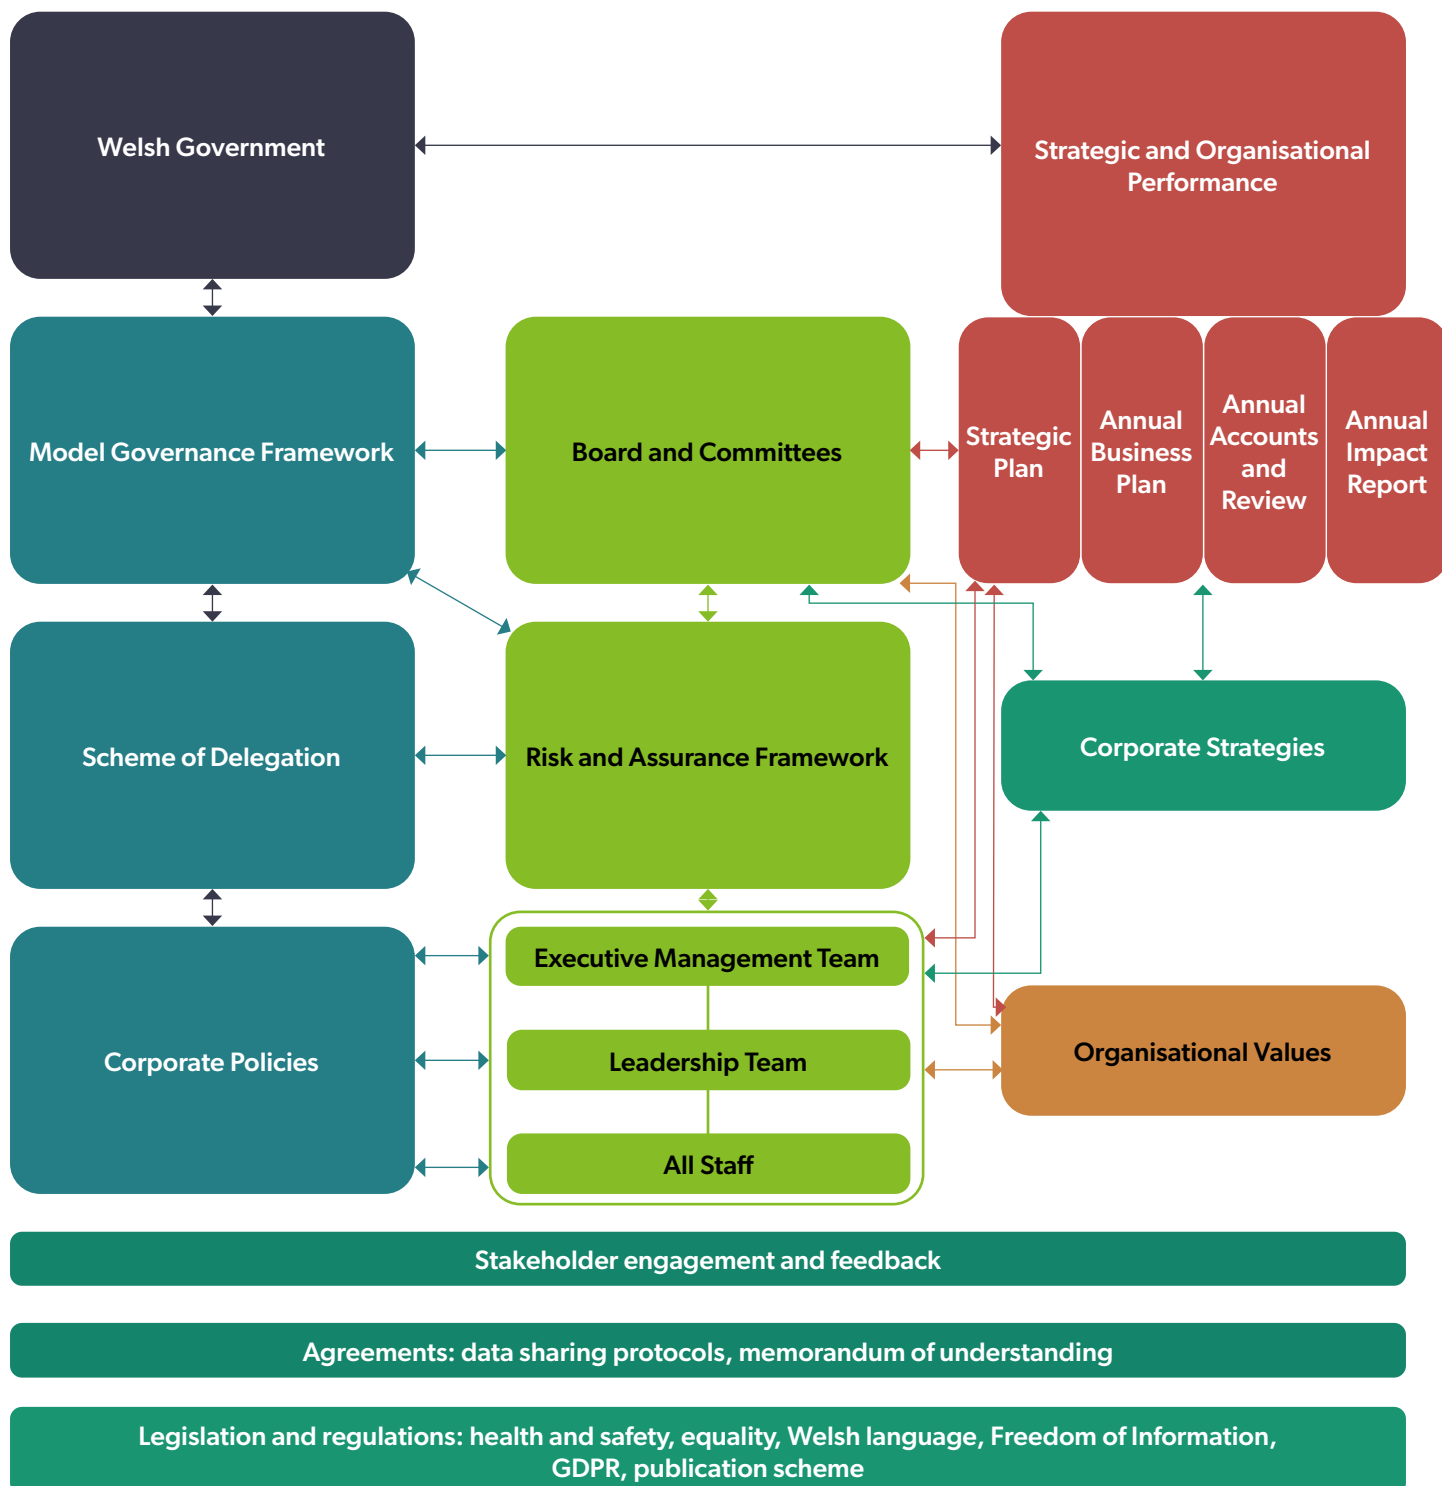 Welsh Government
Strategic and Organisational
Performance
Model Governance Framework
Board and Committees
Strategic
Plan
Annual
Business
Plan
Annual
Accounts
and
Review
Annual
Impact
Report
Scheme of Delegation
Risk and Assurance Framework
Corporate Strategies
Corporate Policies
Executive Management Team
Leadership Team
All Staff
Organisational Values
Stakeholder engagement and feedback
Agreements: data sharing protocols, memorandum of understanding
Legislation and regulations: health and safety, equality, Welsh language, Freedom of Information,
GDPR, publication scheme